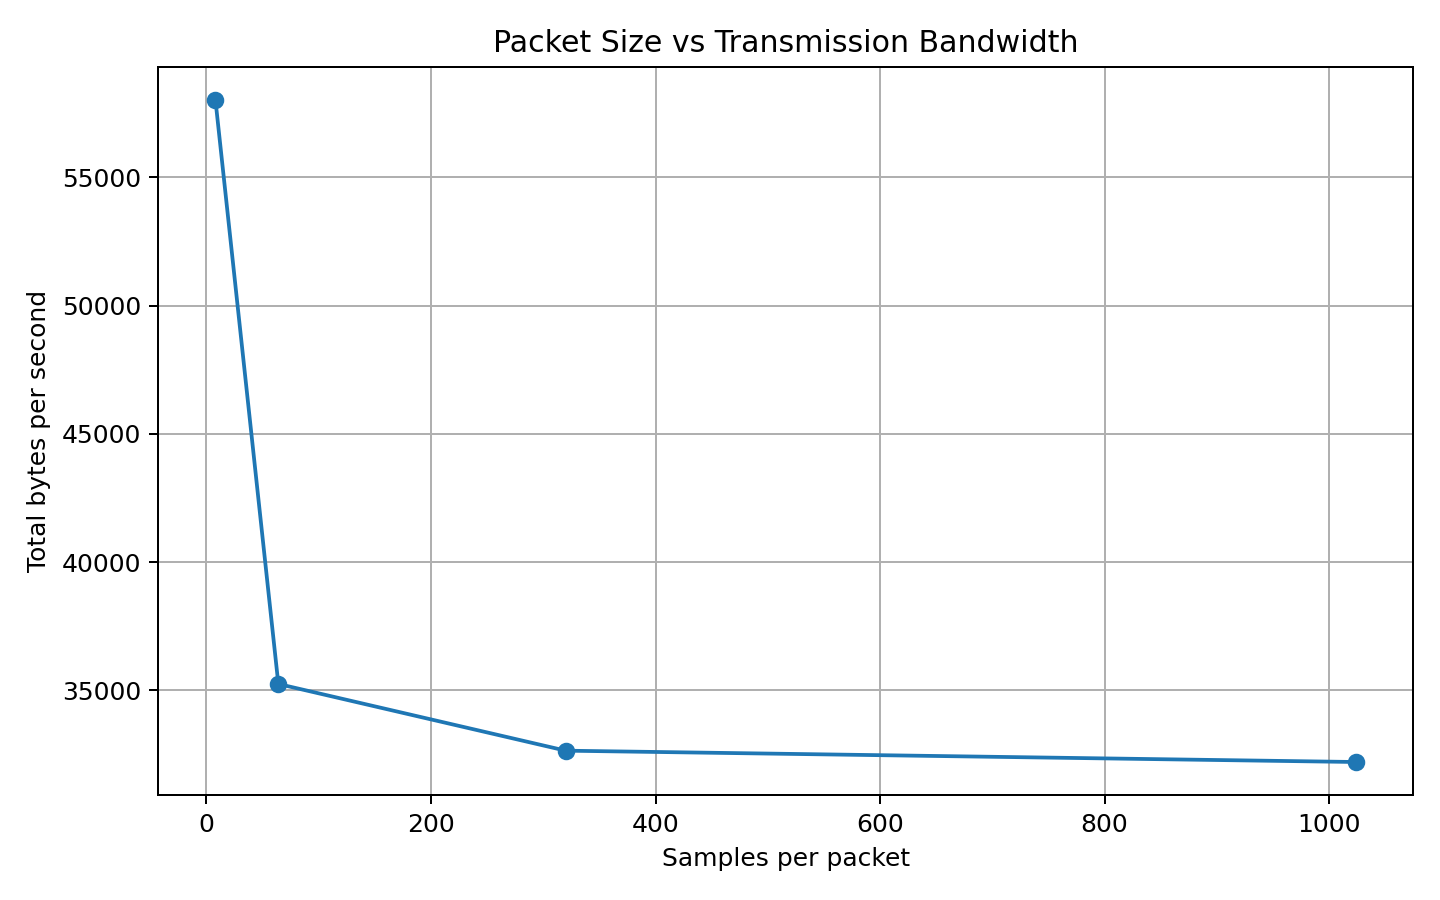 Packet Size vs Transmission Bandwidth
Total bytes per second
55000
50000
45000
40000
35000
0 200 400 600 800 1000
Samples per packet